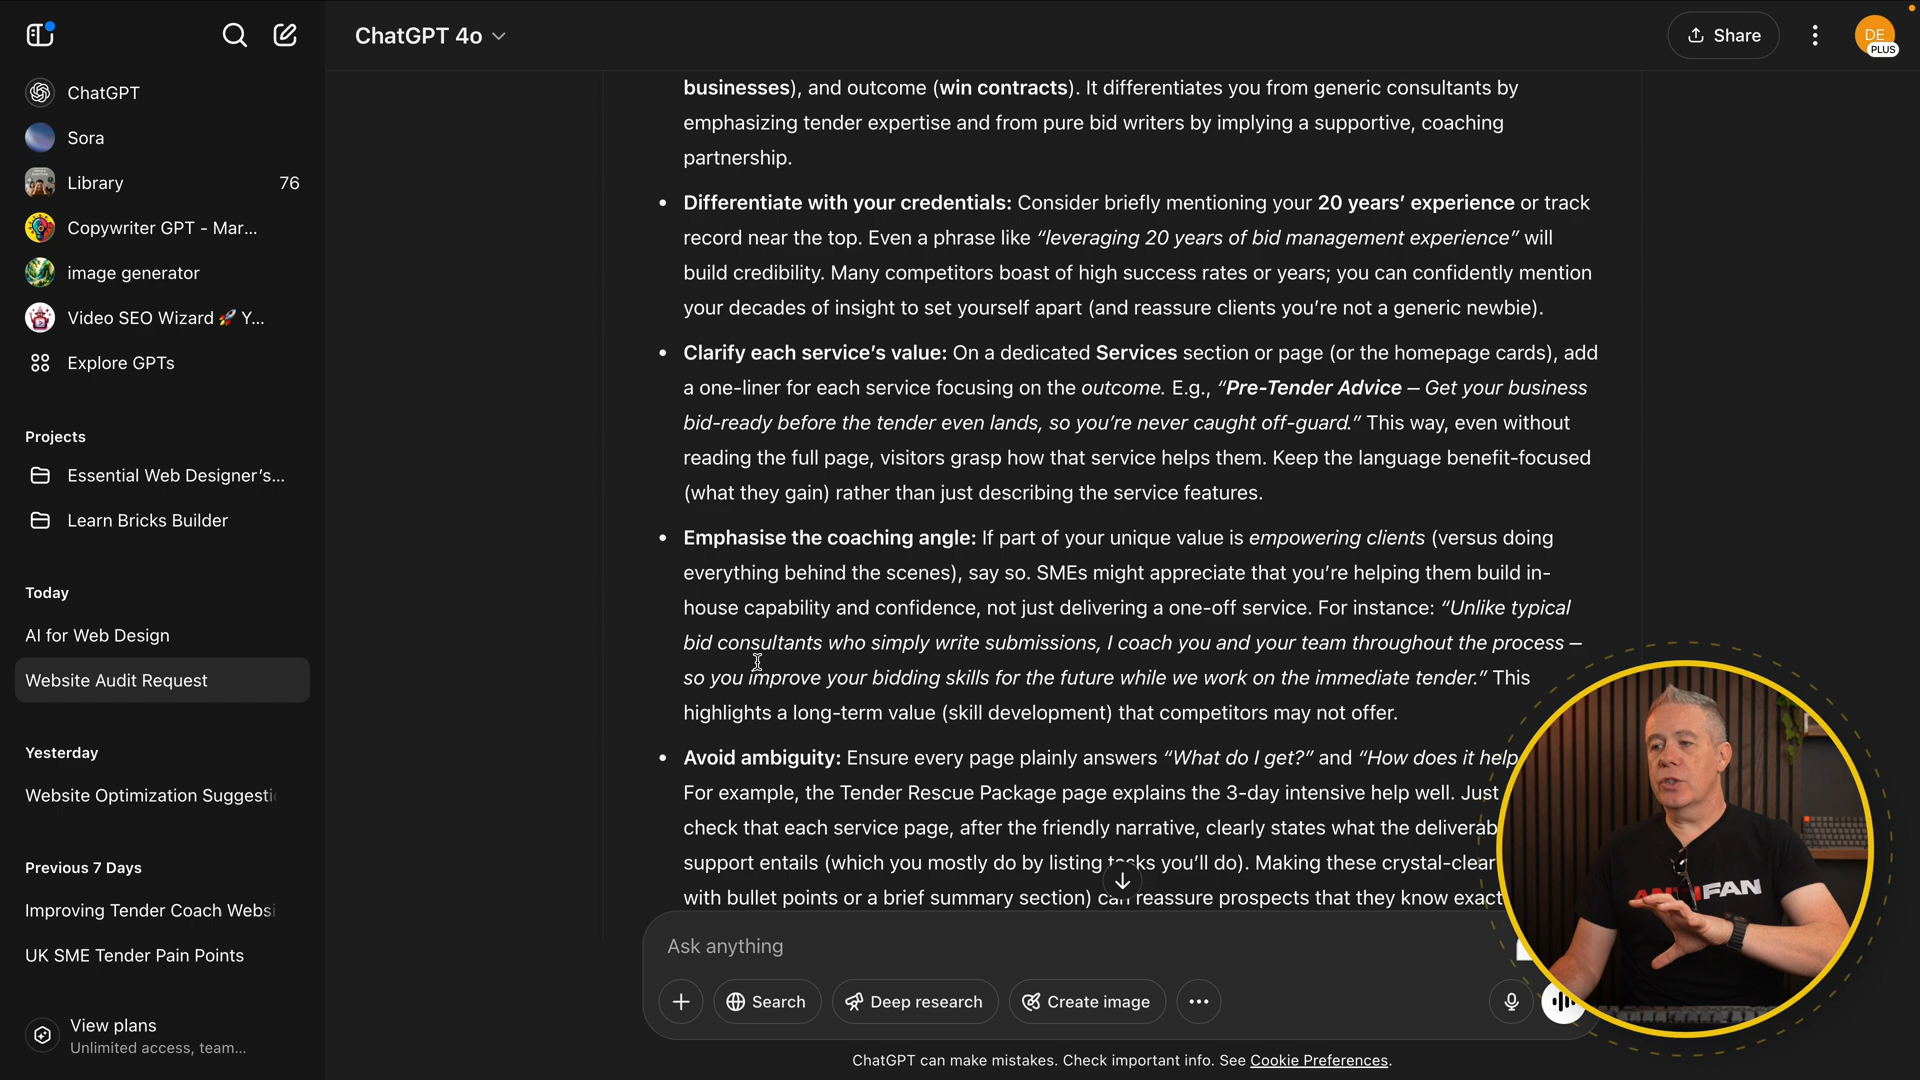 ChatGPT 4o
Share
DE
PLUS
ChatGPT
Sora
Library 76
Copywriter GPT - Mar...
image generator
Video SEO Wizard 🚀 Y...
Explore GPTs
Projects
Essential Web Designer’s...
Learn Bricks Builder
Today
AI for Web Design
Website Audit Request
Yesterday
Website Optimization Suggesti
Previous 7 Days
Improving Tender Coach Websi
UK SME Tender Pain Points
View plans
Unlimited access, team...
businesses), and outcome (win contracts). It differentiates you from generic consultants by
emphasizing tender expertise and from pure bid writers by implying a supportive, coaching
partnership.
• Differentiate with your credentials: Consider briefly mentioning your 20 years’ experience or track
record near the top. Even a phrase like “leveraging 20 years of bid management experience” will
build credibility. Many competitors boast of high success rates or years; you can confidently mention
your decades of insight to set yourself apart (and reassure clients you’re not a generic newbie).
• Clarify each service’s value: On a dedicated Services section or page (or the homepage cards), add
a one-liner for each service focusing on the outcome. E.g., “Pre-Tender Advice – Get your business
bid-ready before the tender even lands, so you’re never caught off-guard.” This way, even without
reading the full page, visitors grasp how that service helps them. Keep the language benefit-focused
(what they gain) rather than just describing the service features.
• Emphasise the coaching angle: If part of your unique value is empowering clients (versus doing
everything behind the scenes), say so. SMEs might appreciate that you’re helping them build in-
house capability and confidence, not just delivering a one-off service. For instance: “Unlike typical
bid consultants who simply write submissions, I coach you and your team throughout the process –
so you improve your bidding skills for the future while we work on the immediate tender.” This
highlights a long-term value (skill development) that competitors may not offer.
• Avoid ambiguity: Ensure every page plainly answers “What do I get?” and “How does it help
For example, the Tender Rescue Package page explains the 3-day intensive help well. Just
check that each service page, after the friendly narrative, clearly states what the deliverab
support entails (which you mostly do by listing tasks you’ll do). Making these crystal-clear
with bullet points or a brief summary section) can reassure prospects that they know exact
Ask anything
Search
Deep research
Create image
ChatGPT can make mistakes. Check important info. See Cookie Preferences.